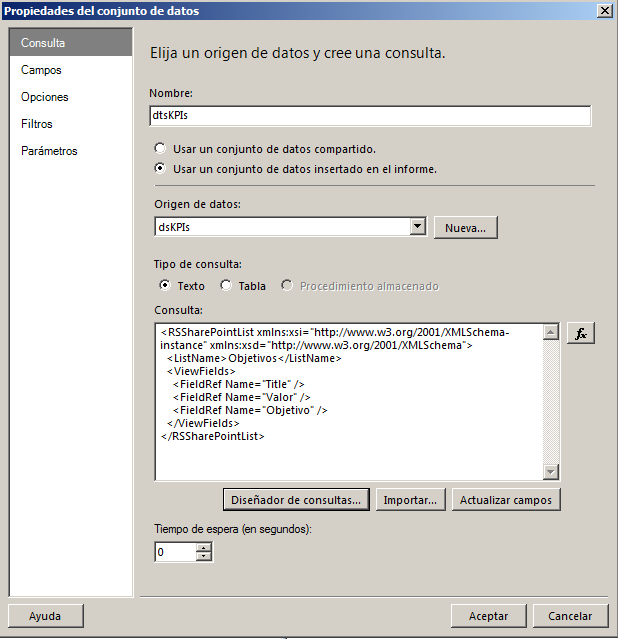 Propiedades del conjunto de datos
Consulta
Campos
Opciones
Filtros
Parámetros
Elija un origen de datos y cree una consulta.
Nombre:
dtsKPIs
Usar un conjunto de datos compartido.
Usar un conjunto de datos insertado en el informe.
Origen de datos:
dsKPIs
Nueva...
Tipo de consulta:
Texto Tabla Procedimiento almacenado
Consulta:
<RSSharePointList xmlns:xsi="http://www.w3.org/2001/XMLSchema-
instance" xmlns:xsd="http://www.w3.org/2001/XMLSchema">
<ListName>Objetivos</ListName>
<ViewFields>
<FieldRef Name="Title" />
<FieldRef Name="Valor" />
<FieldRef Name="Objetivo" />
</ViewFields>
</RSSharePointList>
fx
Diseñador de consultas... Importar... Actualizar campos
Tiempo de espera (en segundos):
0
Ayuda Aceptar Cancelar